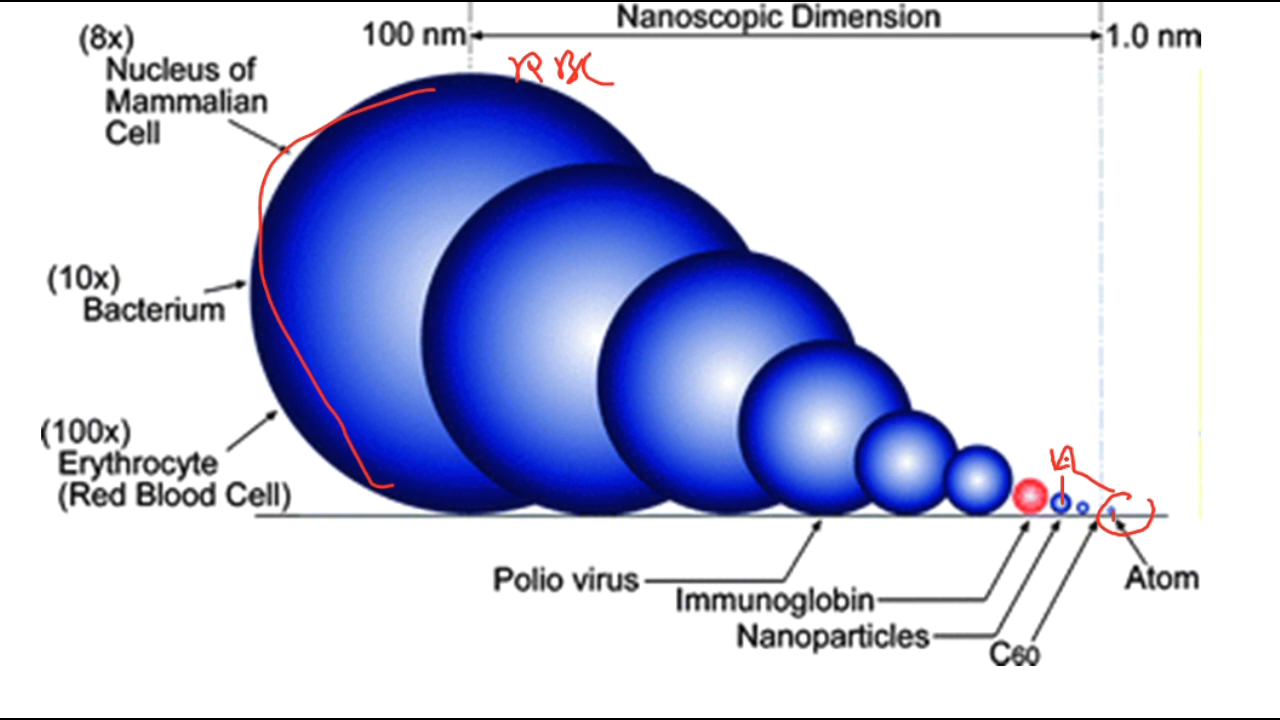 Nanoscopic Dimension
100 nm
1.0 nm
(8x)
Nucleus of
Mammalian
Cell
RBC
(10x)
Bacterium
(100x)
Erythrocyte
(Red Blood Cell)
Polio virus
Immunoglobin
Nanoparticles
C60
Atom